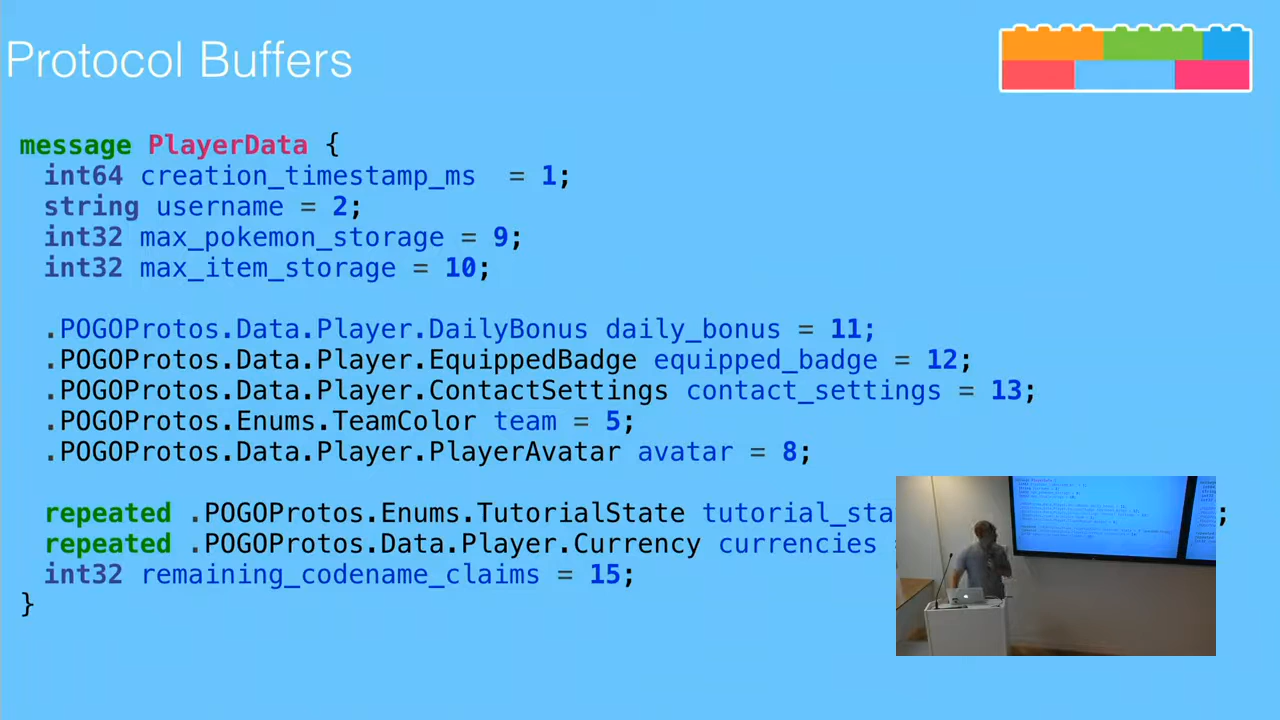 Protocol Buffers
message PlayerData {
int64 creation_timestamp_ms = 1;
string username = 2;
int32 max_pokemon_storage = 9;
int32 max_item_storage = 10;
.POGOProtos.Data.Player.DailyBonus daily_bonus = 11;
.POGOProtos.Data.Player.EquippedBadge equipped_badge = 12;
.POGOProtos.Data.Player.ContactSettings contact_settings = 13;
.POGOProtos.Enums.TeamColor team = 5;
.POGOProtos.Data.Player.PlayerAvatar avatar = 8;
repeated .POGOProtos.Enums.TutorialState tutorial_sta ;
repeated .POGOProtos.Data.Player.Currency currencies
int32 remaining_codename_claims = 15;
}